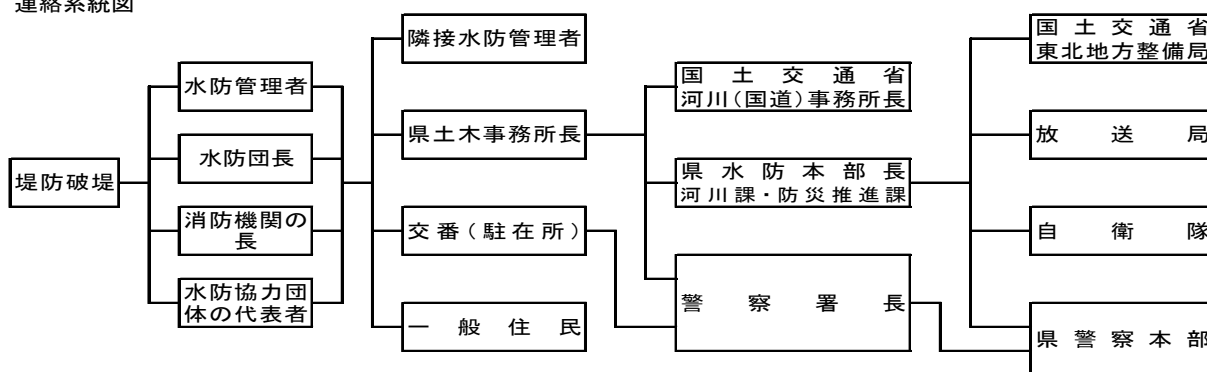 連絡系統図
堤防破堤
水防管理者
水防団長
消防機関の
長
水防協力団
体の代表者
隣接水防管理者
県土木事務所長
交番(駐在所)
一般住民
国土交通省
河川(国道)事務所長
県水防本部長
河川課・防災推進課
警察署長
国土交通省
東北地方整備局
放送局
自衛隊
県警察本部